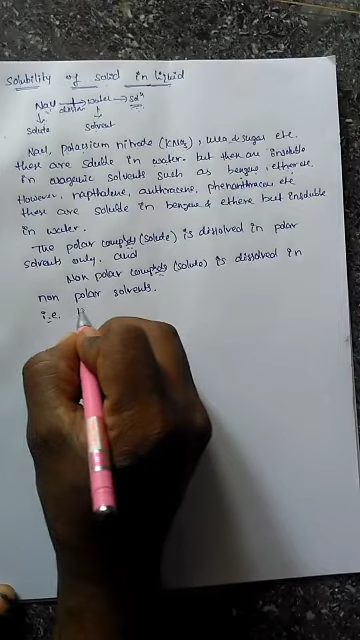 Solubility of solid in liquid
NaCl + water → Soln
Solute solvent
NaCl, potassium nitrate (KNO3), urea & sugar etc.
these are soluble in water. but then are insoluble
in organic solvents such as benzene, ether etc.
However, napthalene, anthracene, phenanthracene etc.
these are soluble in benzene & ethere but insoluble
in water.
The polar compds (solute) is dissolved in polar
solvents only. and
Non polar compds (solute) is dissolved in
non polar solvents.
i.e.